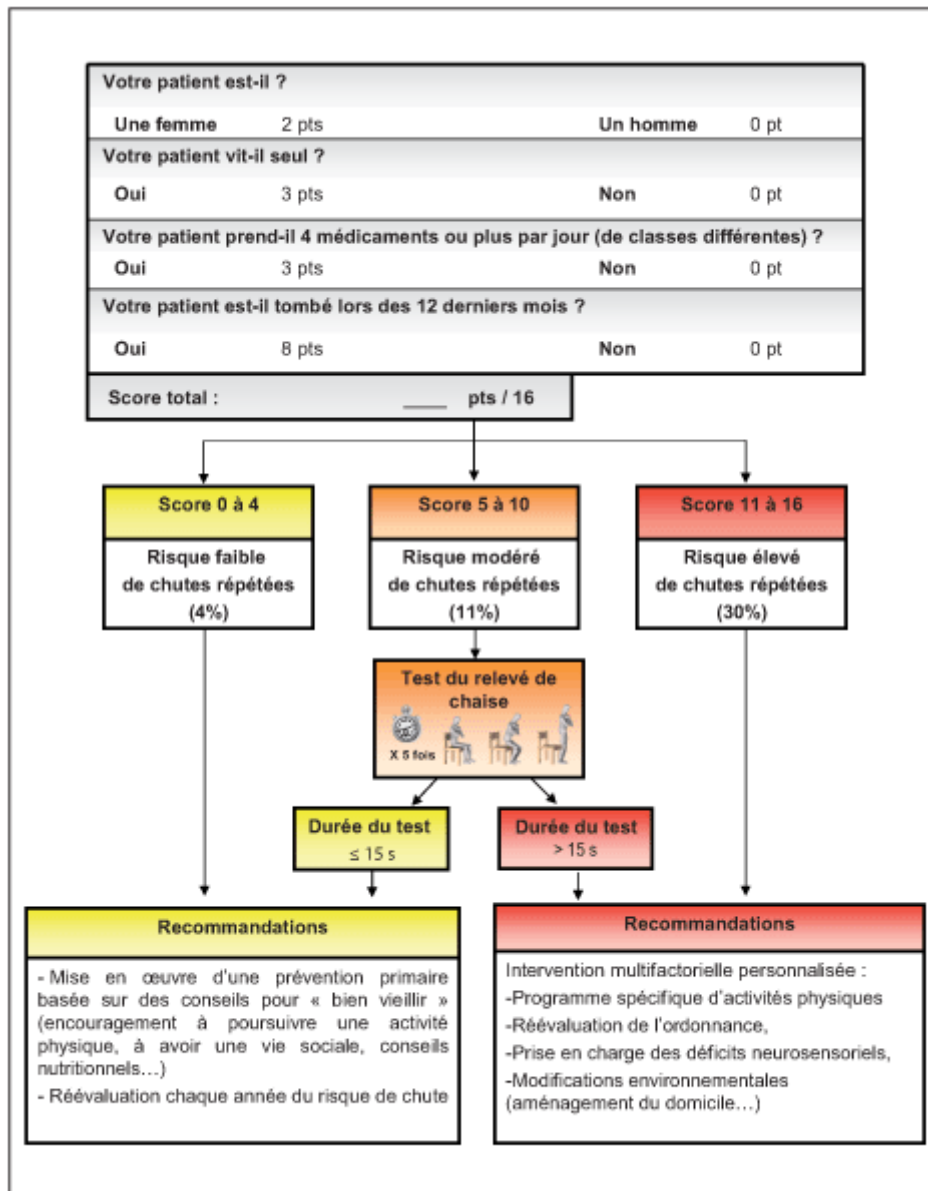 Votre patient est-il ?
Une femme 2 pts Un homme 0 pt
Votre patient vit-il seul ?
Oui 3 pts Non 0 pt
Votre patient prend-il 4 médicaments ou plus par jour (de classes différentes) ?
Oui 3 pts Non 0 pt
Votre patient est-il tombé lors des 12 derniers mois ?
Oui 8 pts Non 0 pt
Score total : ____ pts / 16
Score 0 à 4
Risque faible
de chutes répétées
(4%)
Score 5 à 10
Risque modéré
de chutes répétées
(11%)
Score 11 à 16
Risque élevé
de chutes répétées
(30%)
Test du relevé de
chaise
X 5 fois
Durée du test
≤ 15 s
Durée du test
> 15 s
Recommandations
- Mise en œuvre d'une prévention primaire
basée sur des conseils pour « bien vieillir »
(encouragement à poursuivre une activité
physique, à avoir une vie sociale, conseils
nutritionnels…)
- Réévaluation chaque année du risque de chute
Recommandations
Intervention multifactorielle personnalisée :
-Programme spécifique d'activités physiques
-Réévaluation de l'ordonnance,
-Prise en charge des déficits neurosensoriels,
-Modifications environnementales
(aménagement du domicile…)